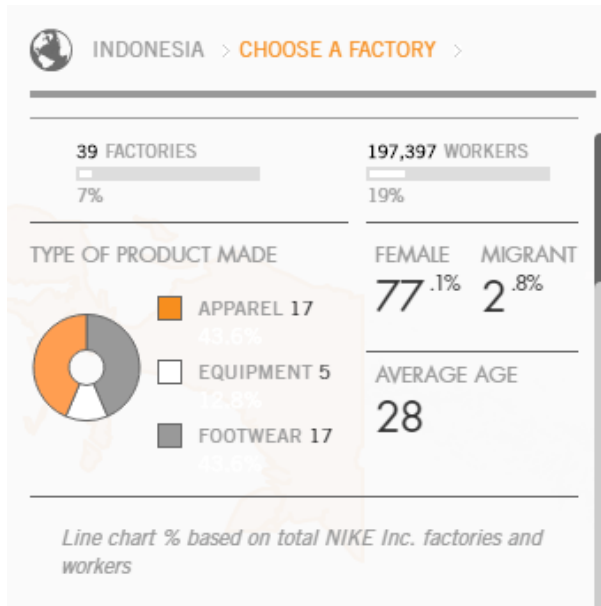 INDONESIA > CHOOSE A FACTORY >
39 FACTORIES
7%
197,397 WORKERS
19%
TYPE OF PRODUCT MADE
APPAREL 17
43.6%
EQUIPMENT 5
12.8%
FOOTWEAR 17
43.6%
FEMALE
77.1%
MIGRANT
2.8%
AVERAGE AGE
28
Line chart % based on total NIKE Inc. factories and
workers